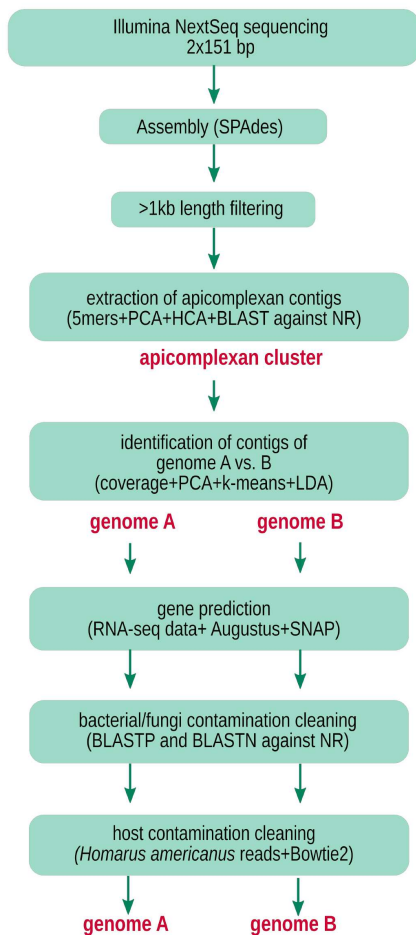 Illumina NextSeq sequencing
2x151 bp
Assembly (SPAdes)
>1kb length filtering
extraction of apicomplexan contigs
(5mers+PCA+HCA+BLAST against NR)
apicomplexan cluster
identification of contigs of
genome A vs. B
(coverage+PCA+k-means+LDA)
genome A genome B
gene prediction
(RNA-seq data+ Augustus+SNAP)
bacterial/fungi contamination cleaning
(BLASTP and BLASTN against NR)
host contamination cleaning
(Homarus americanus reads+Bowtie2)
genome A genome B